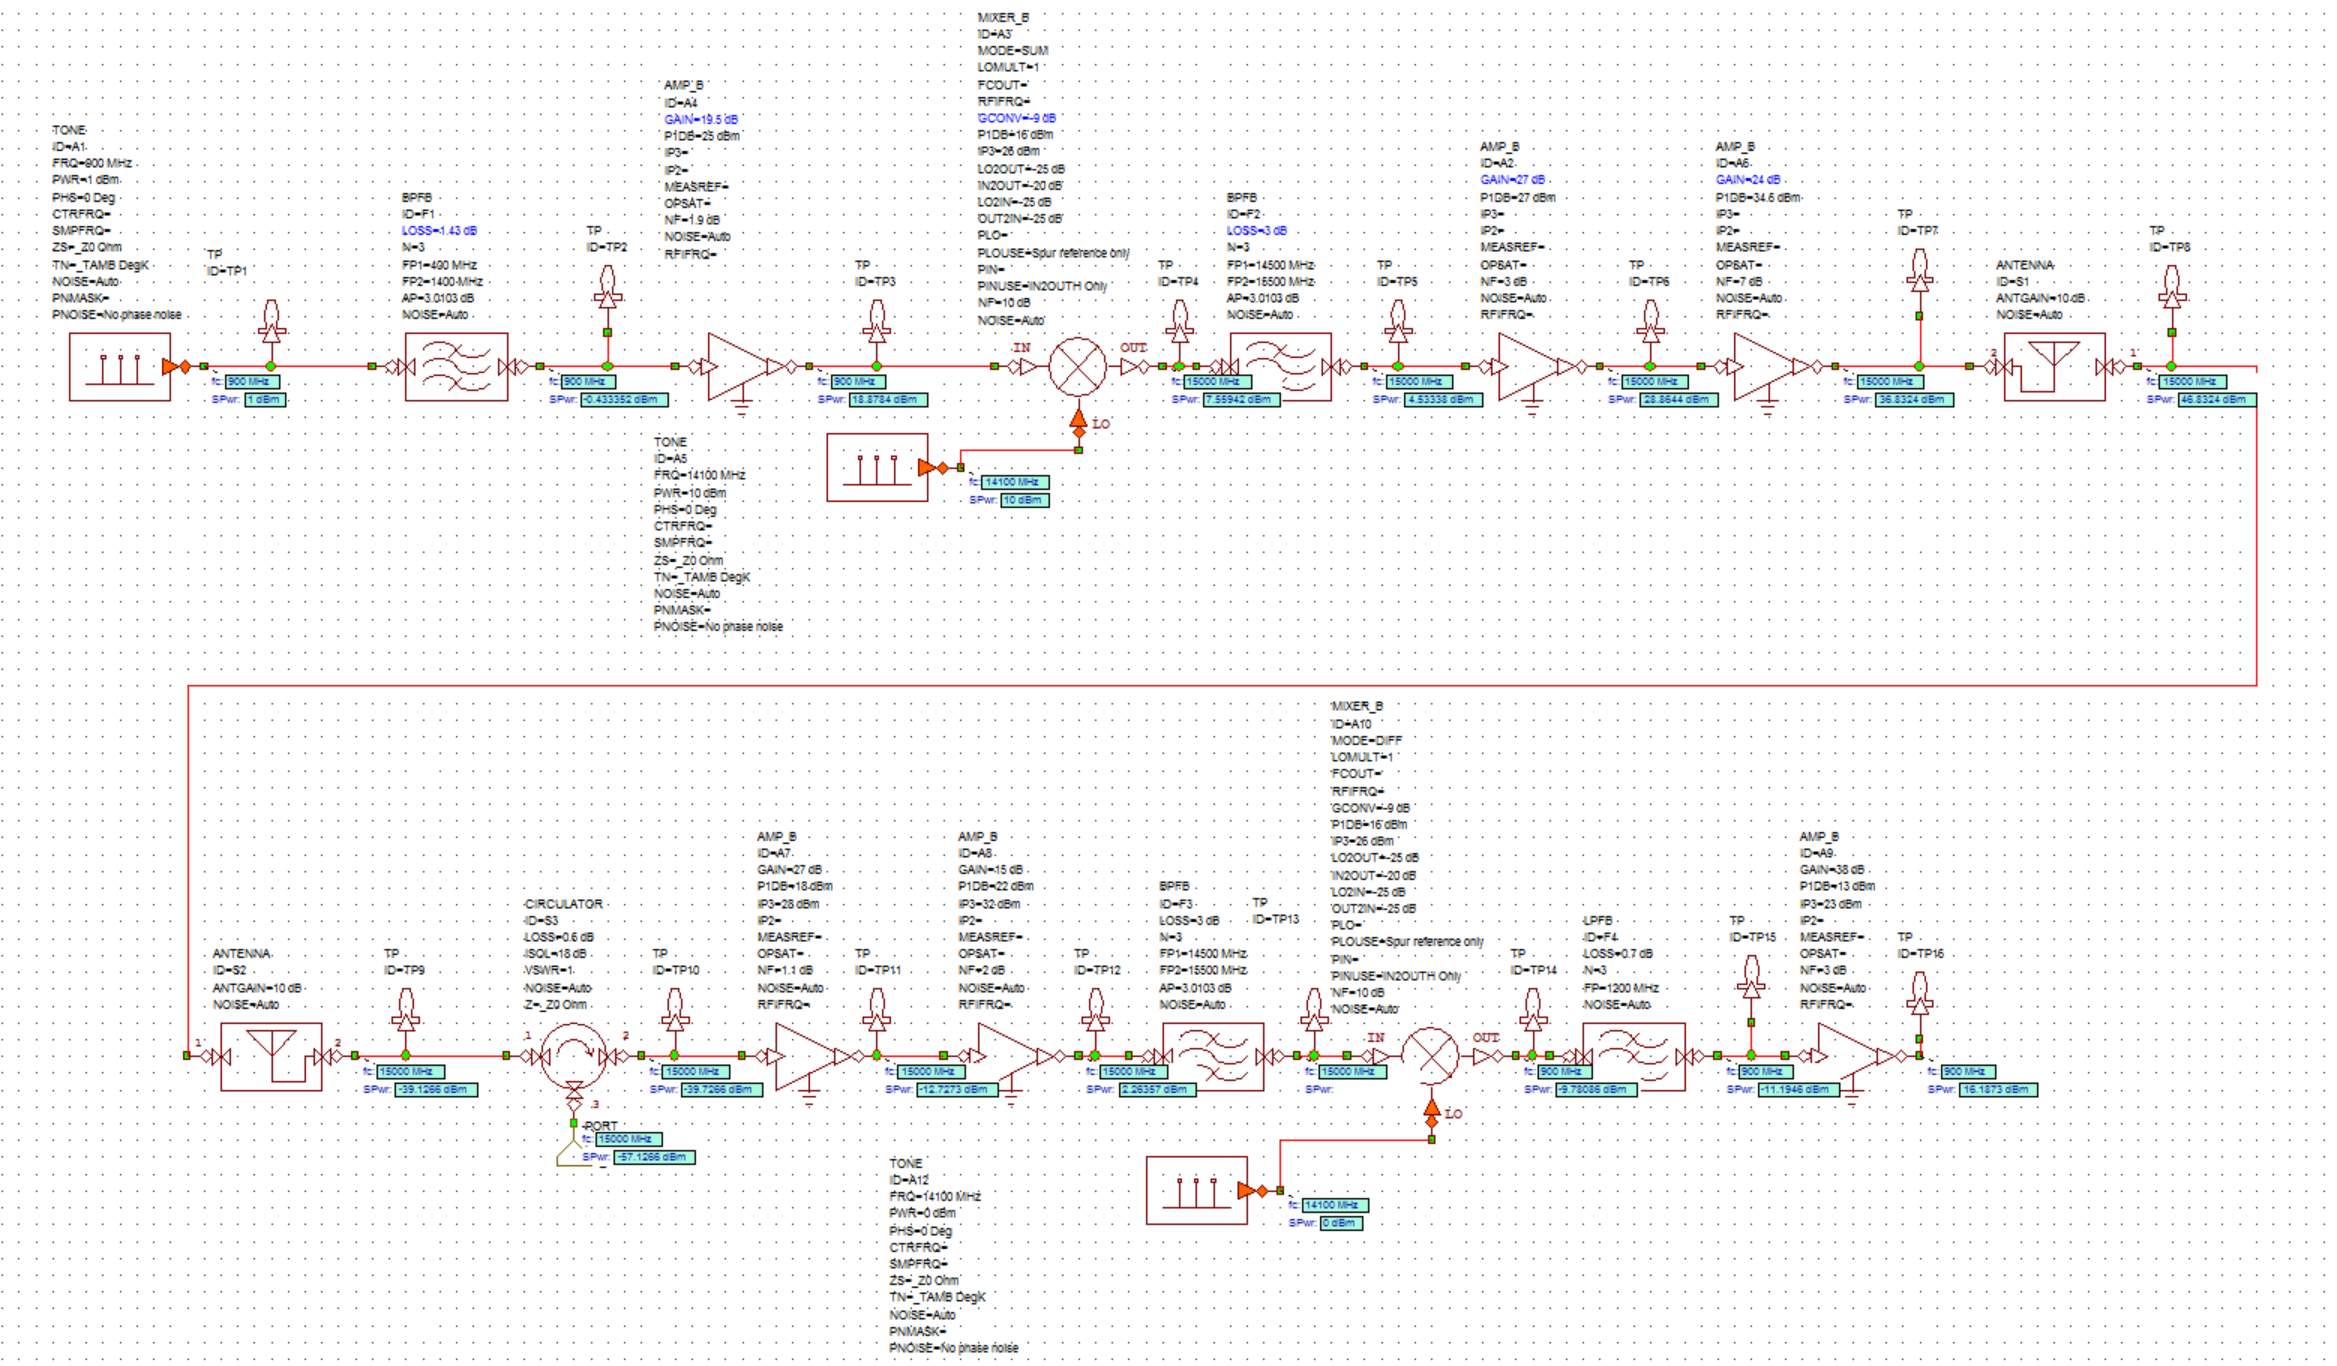 TONE
ID=A1
FRQ=900 MHz
PWR=1 dBm
PHS=0 Deg
CTRFRQ=
SMPFRQ=
ZS=_Z0 Ohm
TN=_TAMB DegK
NOISE=Auto
PNMASK=
PNOISE=No phase noise
TP
ID=TP1
fc: 900 MHz
SPwr: 1 dBm
BPFB
ID=F1
LOSS=1.43 dB
N=3
FP1=490 MHz
FP2=1400 MHz
AP=3.0103 dB
NOISE=Auto
TP
ID=TP2
fc: 900 MHz
SPwr: -0.433352 dBm
AMP_B
ID=A4
GAIN=19.5 dB
P1DB=25 dBm
IP3=
IP2=
MEASREF=
OPSAT=
NF=1.9 dB
NOISE=Auto
RFIFRQ=
TP
ID=TP3
fc: 900 MHz
SPwr: 18.8784 dBm
MIXER_B
ID=A3
MODE=SUM
LOMULT=1
FCOUT=
RFIFRQ=
GCONV=-9 dB
P1DB=16 dBm
IP3=26 dBm
LO2OUT=-25 dB
IN2OUT=-20 dB
LO2IN=-25 dB
OUT2IN=-25 dB
PLO=
PLOUSE=Spur reference only
PIN=
PINUSE=IN2OUTH Only
NF=10 dB
NOISE=Auto
IN
OUT
LO
TONE
ID=A5
FRQ=14100 MHz
PWR=10 dBm
PHS=0 Deg
CTRFRQ=
SMPFRQ=
ZS=_Z0 Ohm
TN=_TAMB DegK
NOISE=Auto
PNMASK=
PNOISE=No phase noise
fc: 14100 MHz
SPwr: 10 dBm
TP
ID=TP4
fc: 15000 MHz
SPwr: 7.55942 dBm
BPFB
ID=F2
LOSS=3 dB
N=3
FP1=14500 MHz
FP2=15500 MHz
AP=3.0103 dB
NOISE=Auto
TP
ID=TP5
fc: 15000 MHz
SPwr: 4.53338 dBm
AMP_B
ID=A2
GAIN=27 dB
P1DB=27 dBm
IP3=
IP2=
MEASREF=
OPSAT=
NF=3 dB
NOISE=Auto
RFIFRQ=
TP
ID=TP6
fc: 15000 MHz
SPwr: 28.8644 dBm
AMP_B
ID=A6
GAIN=24 dB
P1DB=34.6 dBm
IP3=
IP2=
MEASREF=
OPSAT=
NF=7 dB
NOISE=Auto
RFIFRQ=
TP
ID=TP7
fc: 15000 MHz
SPwr: 36.8324 dBm
ANTENNA
ID=S1
ANTGAIN=10 dB
NOISE=Auto
2
1
TP
ID=TP8
fc: 15000 MHz
SPwr: 46.8324 dBm
ANTENNA
ID=S2
ANTGAIN=10 dB
NOISE=Auto
1
2
TP
ID=TP9
fc: 15000 MHz
SPwr: -39.1266 dBm
CIRCULATOR
ID=S3
LOSS=0.6 dB
ISOL=18 dB
VSWR=1
NOISE=Auto
Z=_Z0 Ohm
1
2
3
PORT
fc: 15000 MHz
SPwr: -57.1266 dBm
TP
ID=TP10
fc: 15000 MHz
SPwr: -39.7266 dBm
AMP_B
ID=A7
GAIN=27 dB
P1DB=18 dBm
IP3=28 dBm
IP2=
MEASREF=
OPSAT=
NF=1.1 dB
NOISE=Auto
RFIFRQ=
TP
ID=TP11
fc: 15000 MHz
SPwr: -12.7273 dBm
AMP_B
ID=A8
GAIN=15 dB
P1DB=22 dBm
IP3=32 dBm
IP2=
MEASREF=
OPSAT=
NF=2 dB
NOISE=Auto
RFIFRQ=
TP
ID=TP12
fc: 15000 MHz
SPwr: 2.26357 dBm
BPFB
ID=F3
LOSS=3 dB
N=3
FP1=14500 MHz
FP2=15500 MHz
AP=3.0103 dB
NOISE=Auto
TP
ID=TP13
fc: 15000 MHz
SPwr:
MIXER_B
ID=A10
MODE=DIFF
LOMULT=1
FCOUT=
RFIFRQ=
GCONV=-9 dB
P1DB=16 dBm
IP3=26 dBm
LO2OUT=-25 dB
IN2OUT=-20 dB
LO2IN=-25 dB
OUT2IN=-25 dB
PLO=
PLOUSE=Spur reference only
PIN=
PINUSE=IN2OUTH Only
NF=10 dB
NOISE=Auto
IN
OUT
LO
TONE
ID=A12
FRQ=14100 MHz
PWR=0 dBm
PHS=0 Deg
CTRFRQ=
SMPFRQ=
ZS=_Z0 Ohm
TN=_TAMB DegK
NOISE=Auto
PNMASK=
PNOISE=No phase noise
fc: 14100 MHz
SPwr: 0 dBm
TP
ID=TP14
fc: 900 MHz
SPwr: -9.78086 dBm
LPFB
ID=F4
LOSS=0.7 dB
N=3
FP=1200 MHz
NOISE=Auto
TP
ID=TP15
fc: 900 MHz
SPwr: -11.1946 dBm
AMP_B
ID=A9
GAIN=38 dB
P1DB=13 dBm
IP3=23 dBm
IP2=
MEASREF=
OPSAT=
NF=3 dB
NOISE=Auto
RFIFRQ=
TP
ID=TP16
fc: 900 MHz
SPwr: 16.1873 dBm